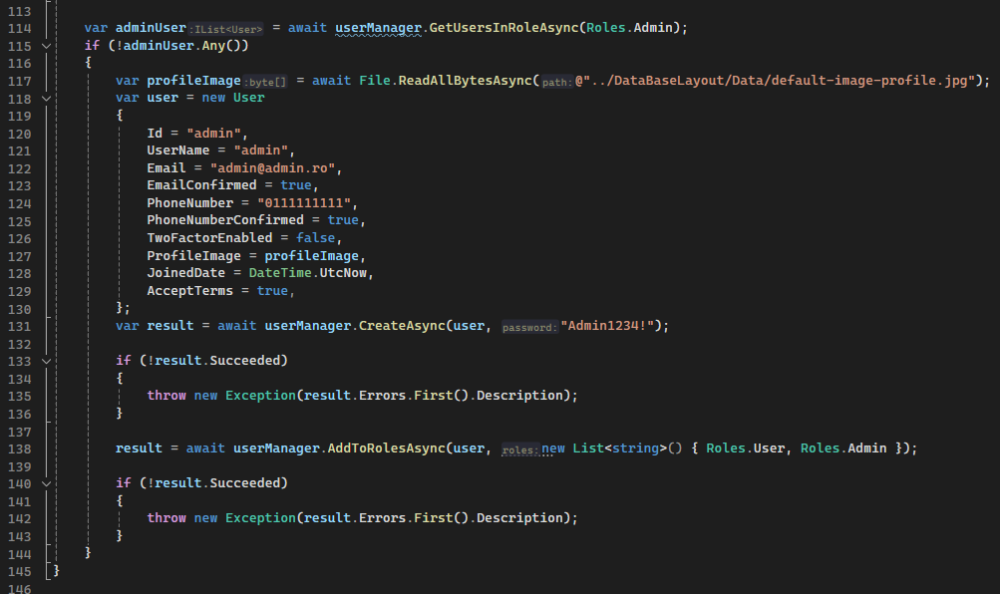 113
114 var adminUser :IList<User> = await userManager.GetUsersInRoleAsync(Roles.Admin);
115 if (!adminUser.Any())
116 {
117 var profileImage :byte[] = await File.ReadAllBytesAsync( path: @"../DataBaseLayout/Data/default-image-profile.jpg");
118 var user = new User
119 {
120 Id = "admin",
121 UserName = "admin",
122 Email = "admin@admin.ro",
123 EmailConfirmed = true,
124 PhoneNumber = "0111111111",
125 PhoneNumberConfirmed = true,
126 TwoFactorEnabled = false,
127 ProfileImage = profileImage,
128 JoinedDate = DateTime.UtcNow,
129 AcceptTerms = true,
130 };
131 var result = await userManager.CreateAsync(user, password: "Admin1234!");
132
133 if (!result.Succeeded)
134 {
135 throw new Exception(result.Errors.First().Description);
136 }
137
138 result = await userManager.AddToRolesAsync(user, roles: new List<string>() { Roles.User, Roles.Admin });
139
140 if (!result.Succeeded)
141 {
142 throw new Exception(result.Errors.First().Description);
143 }
144 }
145 }
146